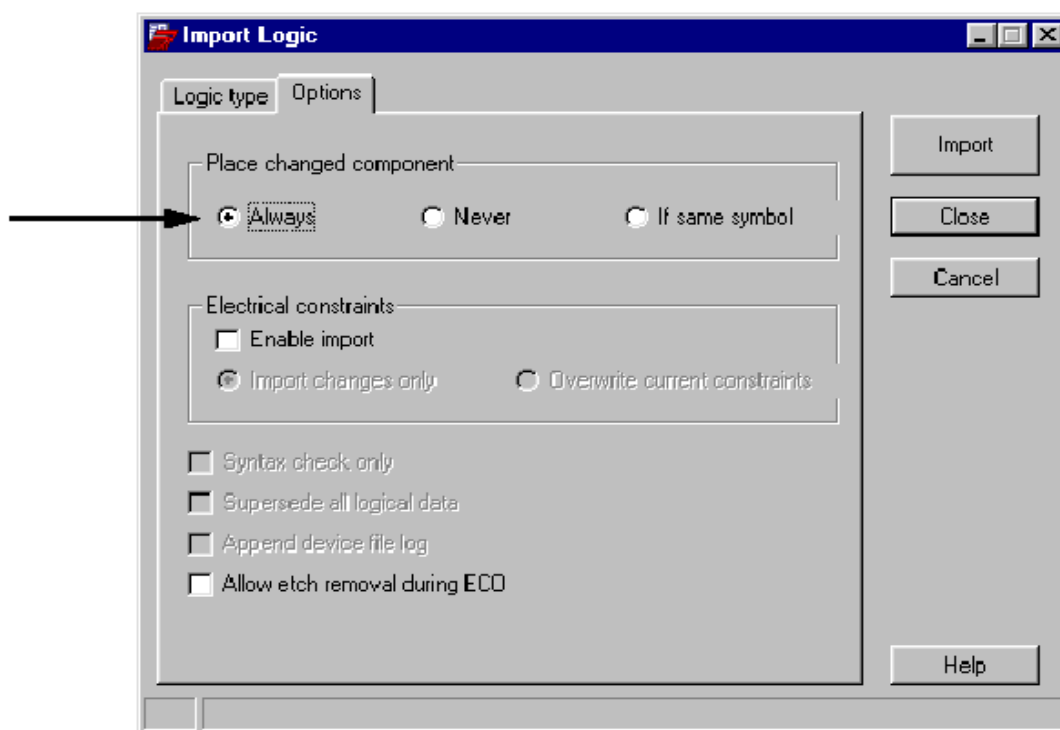 Import Logic
Logic type Options
Place changed component
Always Never If same symbol
Electrical constraints
Enable import
Import changes only Overwrite current constraints
Syntax check only
Supersede all logical data
Append device file log
Allow etch removal during ECO
Import
Close
Cancel
Help